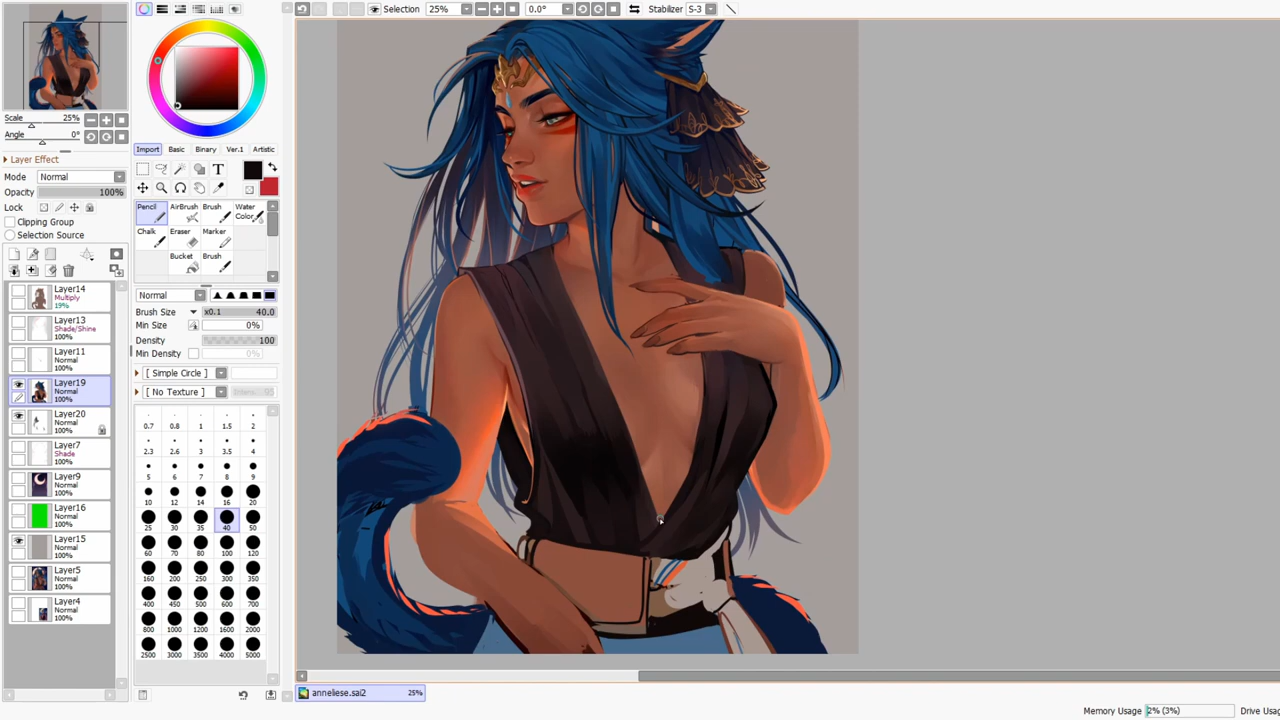 Selection 25% 0.0° Stabilizer S-3
Scale 25%
Angle 0°
Layer Effect
Mode Normal
Opacity 100%
Lock
Clipping Group
Selection Source
Layer14
Multiply
19%
Layer13
Shade/Shine
100%
Layer11
Normal
100%
Layer19
Normal
100%
Layer20
Normal
100%
Layer7
Shade
100%
Layer9
Normal
100%
Layer16
Normal
100%
Layer15
Normal
100%
Layer5
Normal
100%
Layer4
Normal
100%
Import Basic Binary Ver.1 Artistic
T
Pencil AirBrush Brush Water Color
Chalk Eraser Marker
Bucket Brush
Normal
Brush Size x0.1 40.0
Min Size 0%
Density 100
Min Density
[ Simple Circle ]
[ No Texture ]
0.7 0.8 1 1.5 2
2.3 2.6 3 3.5 4
5 6 7 8 9
10 12 14 16 20
25 30 35 40 50
60 70 80 100 120
160 200 250 300 350
400 450 500 600 700
800 1000 1200 1600 2000
2500 3000 3500 4000 5000
anneliese.sai2 25%
Memory Usage 2% (3%) Drive Usag